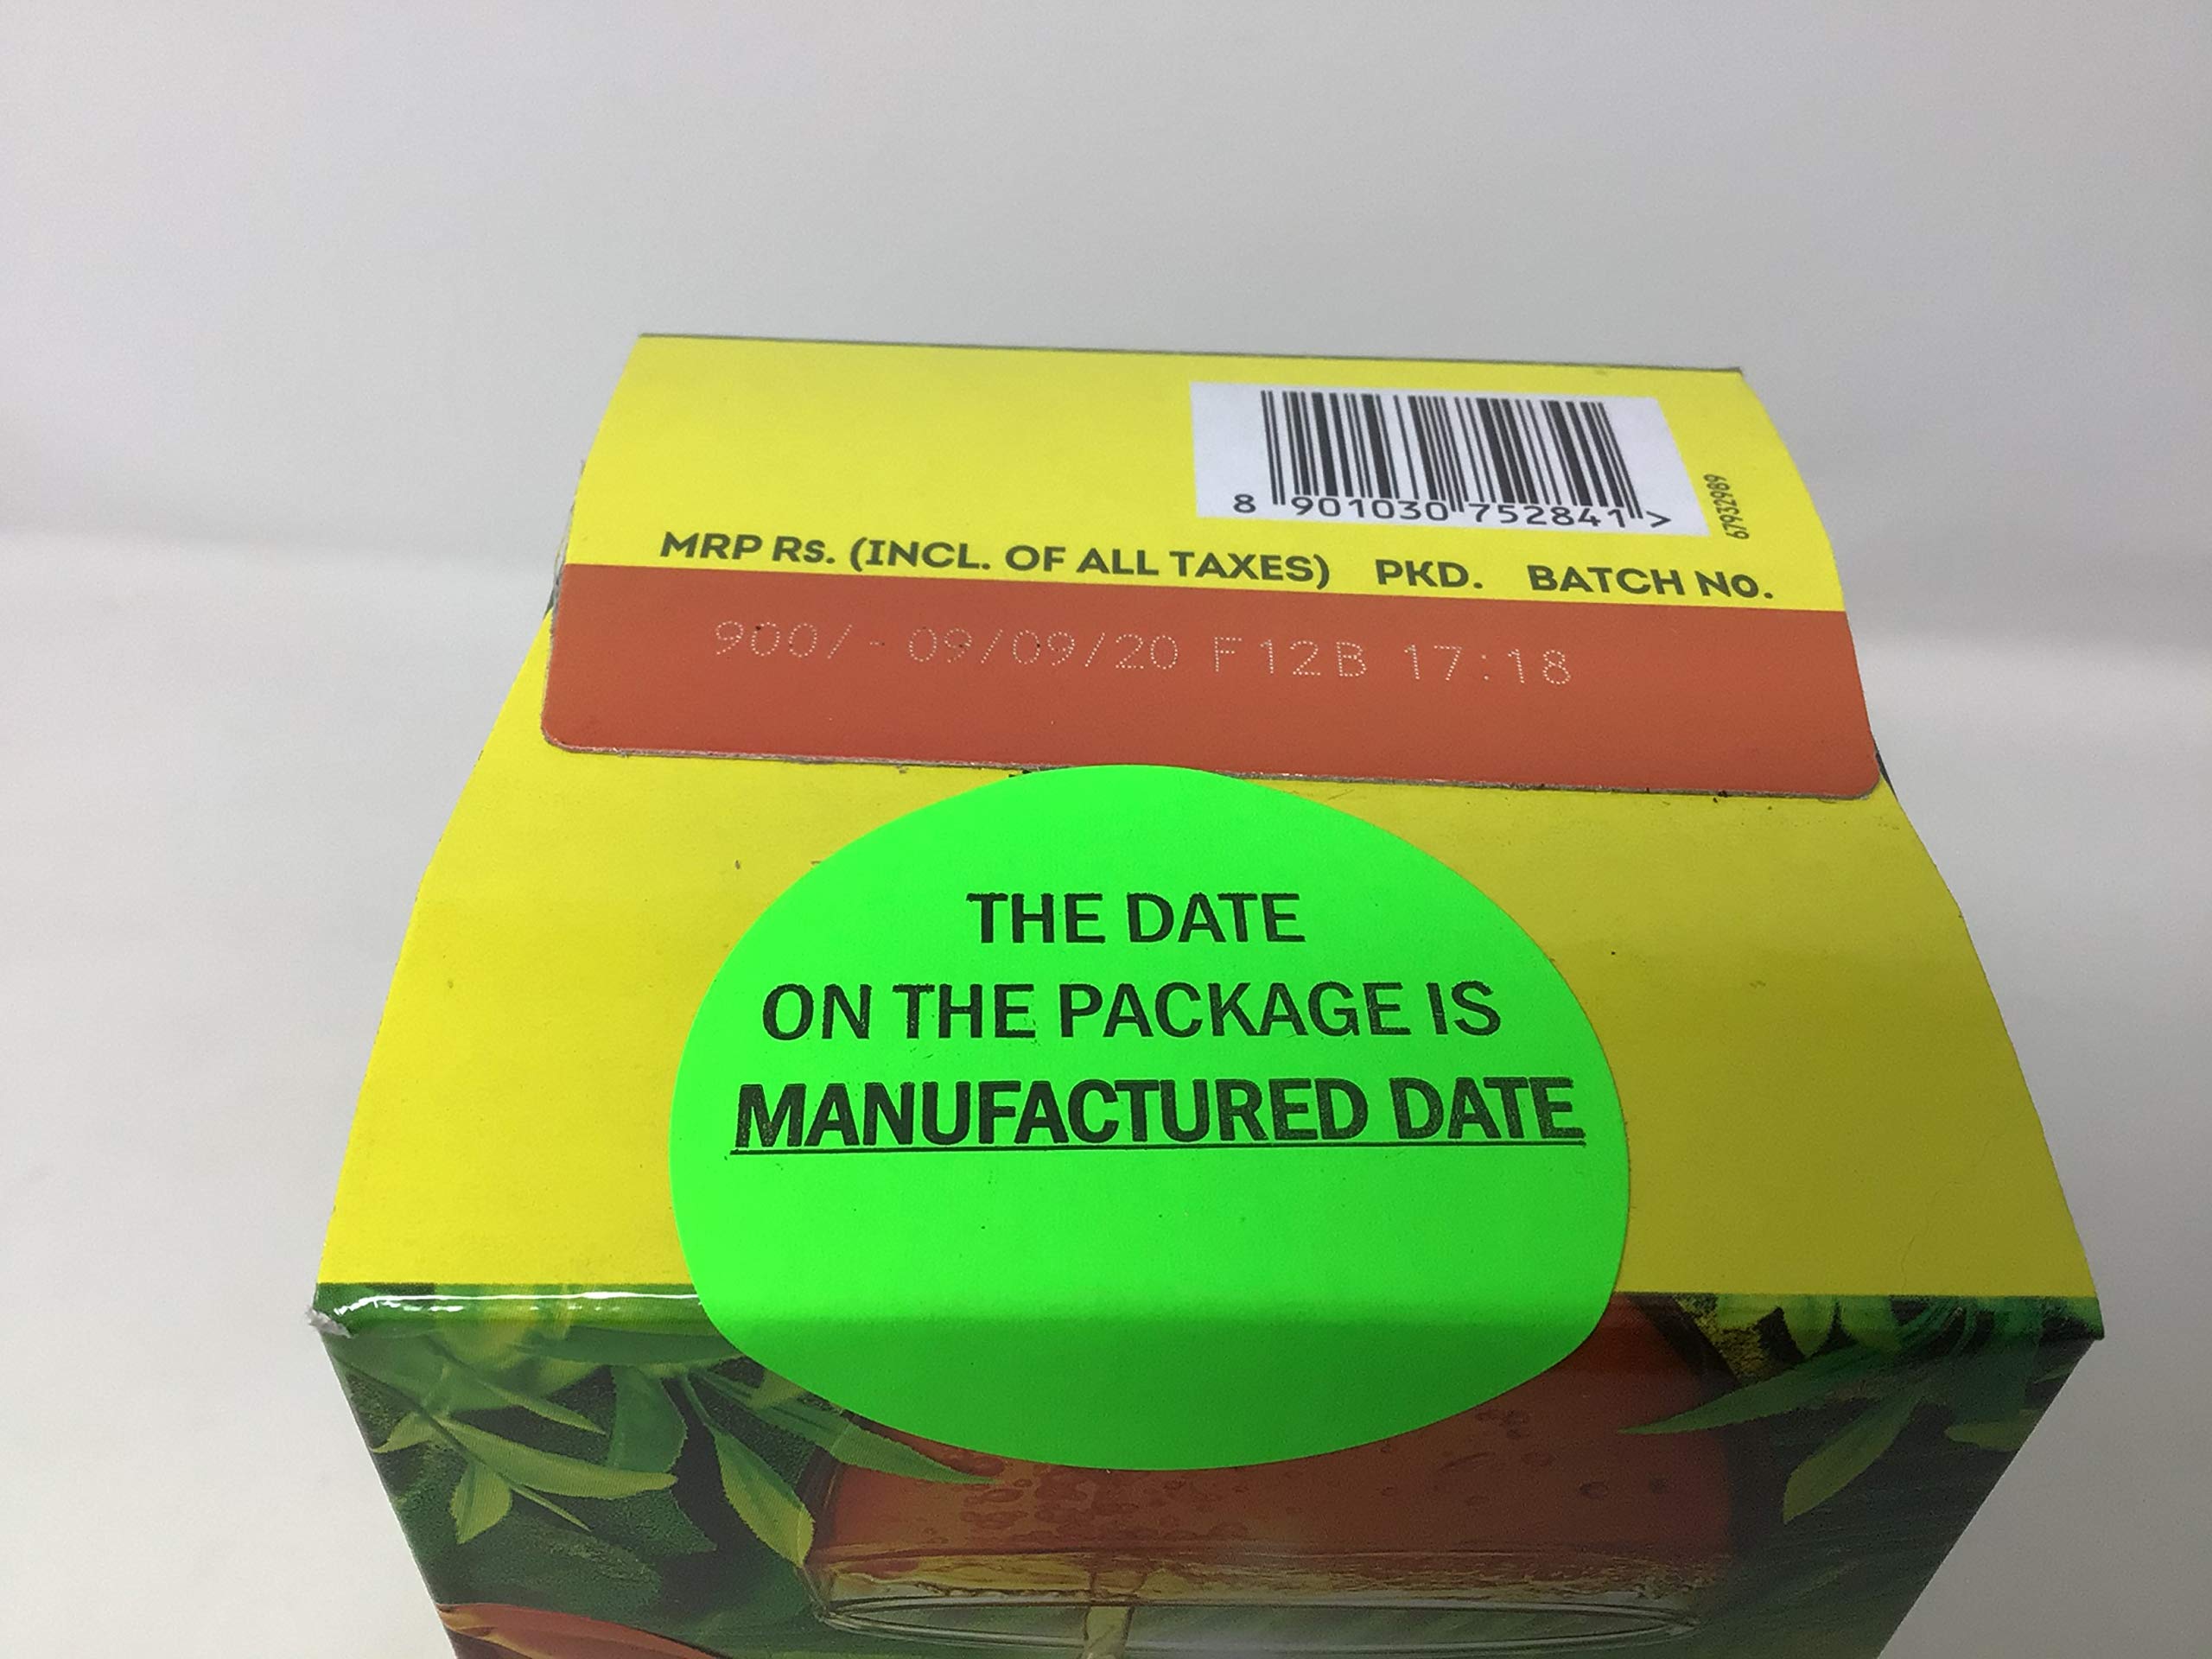 8 901030 752841 >
67932989
MRP RS. (INCL. OF ALL TAXES) PKD. BATCH NO.
900/- 09/09/20 F12B 17:18
THE DATE
ON THE PACKAGE IS
MANUFACTURED DATE